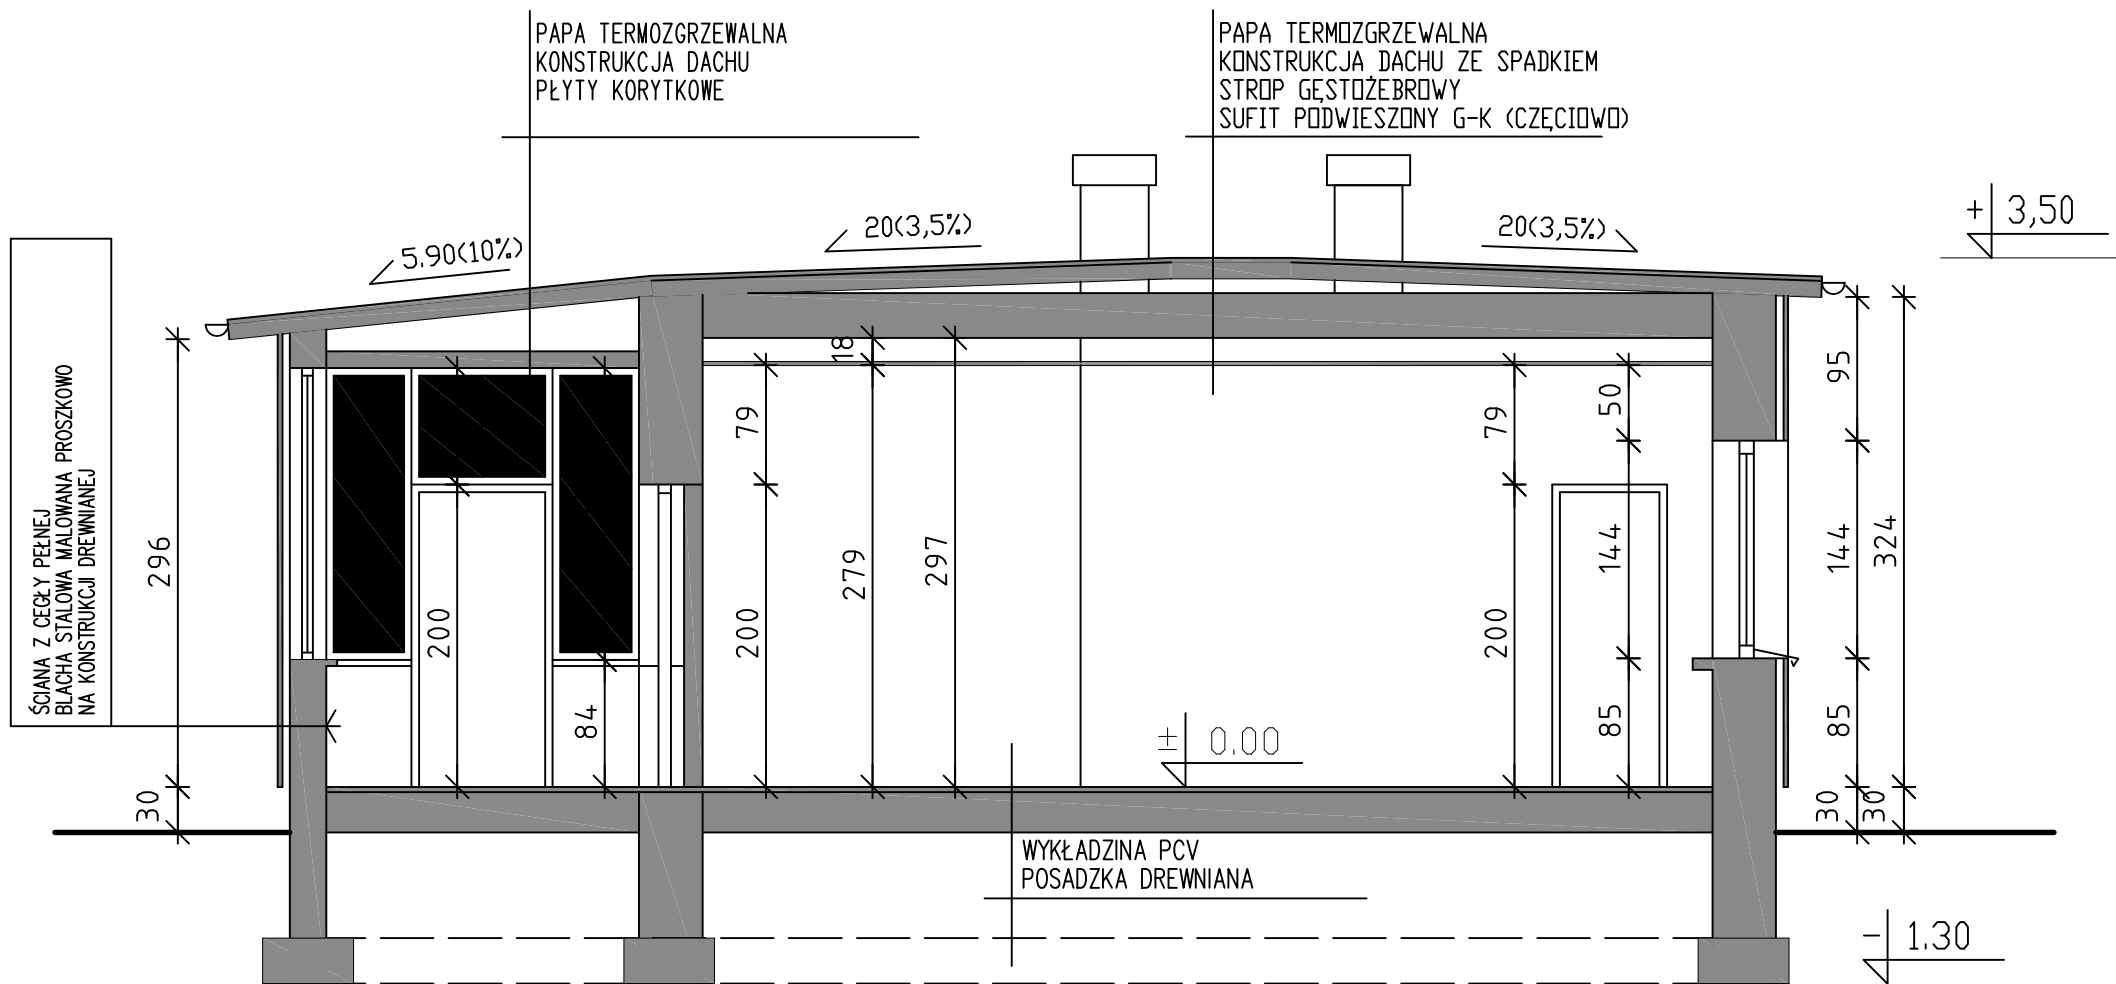 PAPA TERMOZGRZEWALNA
KONSTRUKCJA DACHU
PŁYTY KORYTKOWE
PAPA TERMOZGRZEWALNA
KONSTRUKCJA DACHU ZE SPADKIEM
STROP GĘSTOŻEBROWY
SUFIT PODWIESZONY G-K (CZĘCIOWO)
5.90(10%)
20(3,5%)
20(3,5%)
+ 3,50
ŚCIANA Z CEGŁY PEŁNEJ
BLACHA STALOWA MALOWANA PROSZKOWO
NA KONSTRUKCJI DREWNIANEJ
296
30
200
84
79
200
18
279
297
79
200
50
144
85
95
144
85
30
324
30
± 0.00
WYKŁADZINA PCV
POSADZKA DREWNIANA
- 1.30